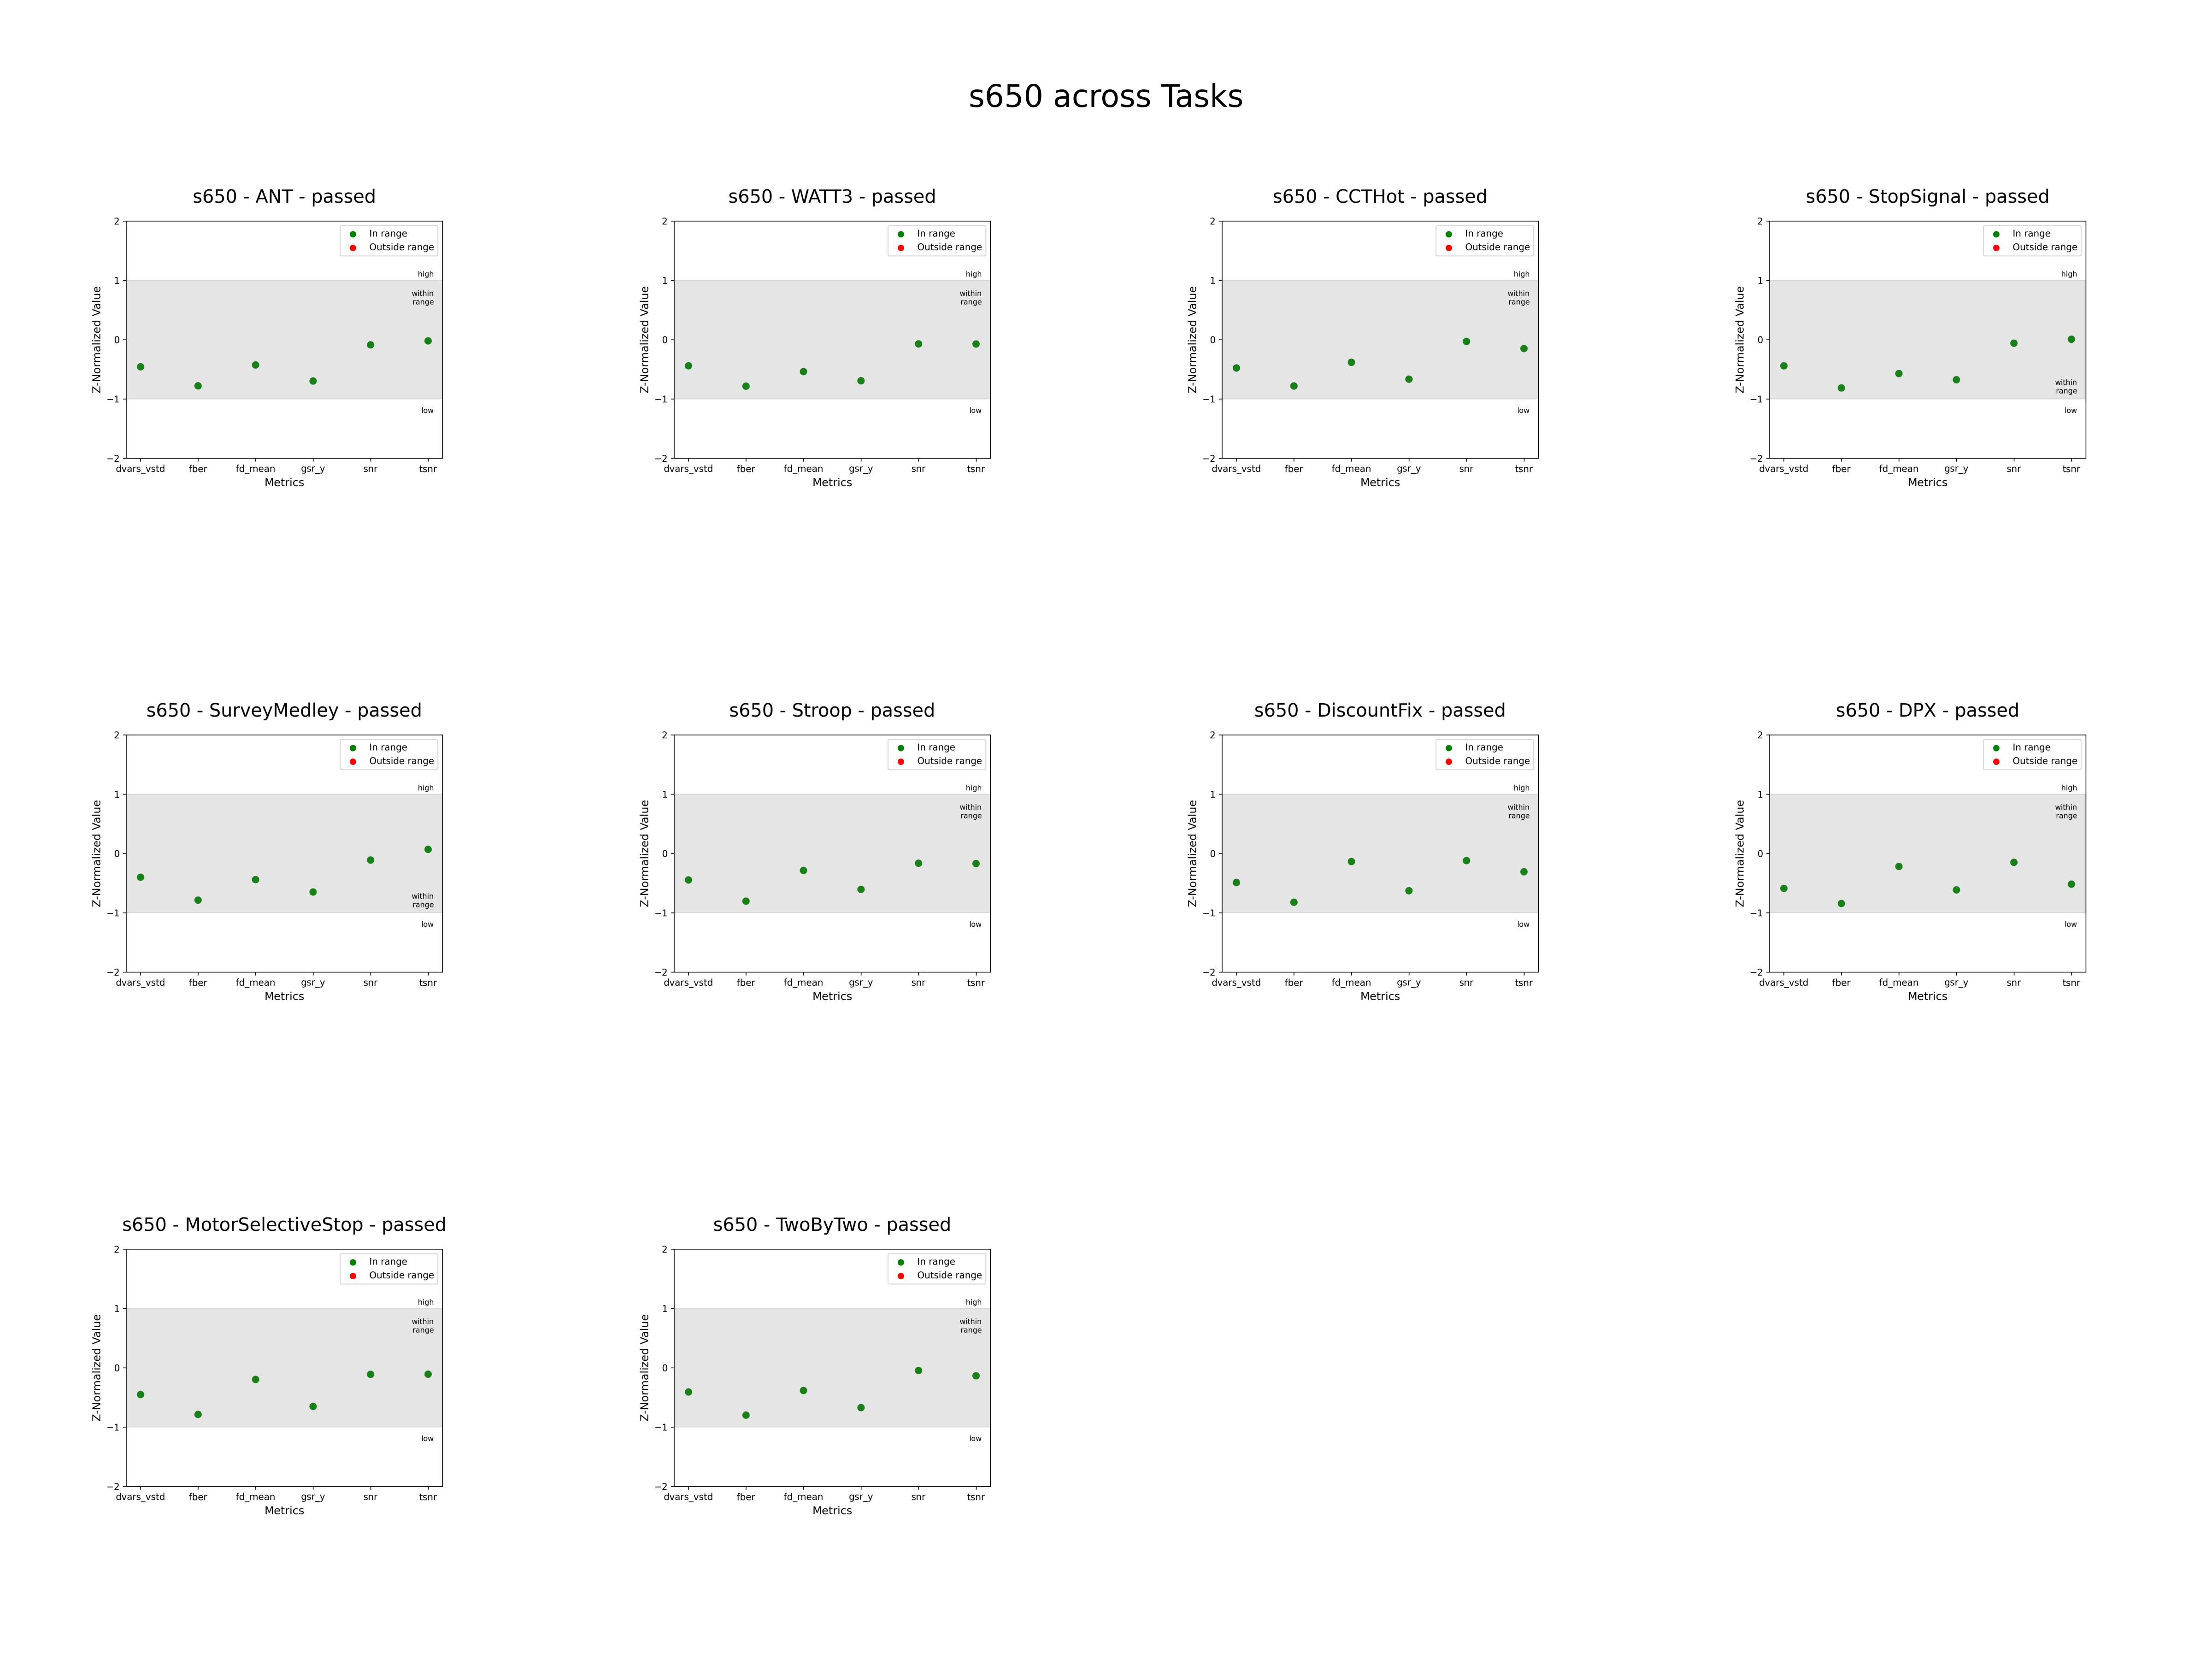 s650 across Tasks
s650 - ANT - passed
2
1
0
−1
−2
Z-Normalized Value
In range
Outside range
high
within
range
low
dvars_vstd fber fd_mean gsr_y snr tsnr
Metrics
s650 - WATT3 - passed
2
1
0
−1
−2
Z-Normalized Value
In range
Outside range
high
within
range
low
dvars_vstd fber fd_mean gsr_y snr tsnr
Metrics
s650 - CCTHot - passed
2
1
0
−1
−2
Z-Normalized Value
In range
Outside range
high
within
range
low
dvars_vstd fber fd_mean gsr_y snr tsnr
Metrics
s650 - StopSignal - passed
2
1
0
−1
−2
Z-Normalized Value
In range
Outside range
high
within
range
low
dvars_vstd fber fd_mean gsr_y snr tsnr
Metrics
s650 - SurveyMedley - passed
2
1
0
−1
−2
Z-Normalized Value
In range
Outside range
high
within
range
low
dvars_vstd fber fd_mean gsr_y snr tsnr
Metrics
s650 - Stroop - passed
2
1
0
−1
−2
Z-Normalized Value
In range
Outside range
high
within
range
low
dvars_vstd fber fd_mean gsr_y snr tsnr
Metrics
s650 - DiscountFix - passed
2
1
0
−1
−2
Z-Normalized Value
In range
Outside range
high
within
range
low
dvars_vstd fber fd_mean gsr_y snr tsnr
Metrics
s650 - DPX - passed
2
1
0
−1
−2
Z-Normalized Value
In range
Outside range
high
within
range
low
dvars_vstd fber fd_mean gsr_y snr tsnr
Metrics
s650 - MotorSelectiveStop - passed
2
1
0
−1
−2
Z-Normalized Value
In range
Outside range
high
within
range
low
dvars_vstd fber fd_mean gsr_y snr tsnr
Metrics
s650 - TwoByTwo - passed
2
1
0
−1
−2
Z-Normalized Value
In range
Outside range
high
within
range
low
dvars_vstd fber fd_mean gsr_y snr tsnr
Metrics